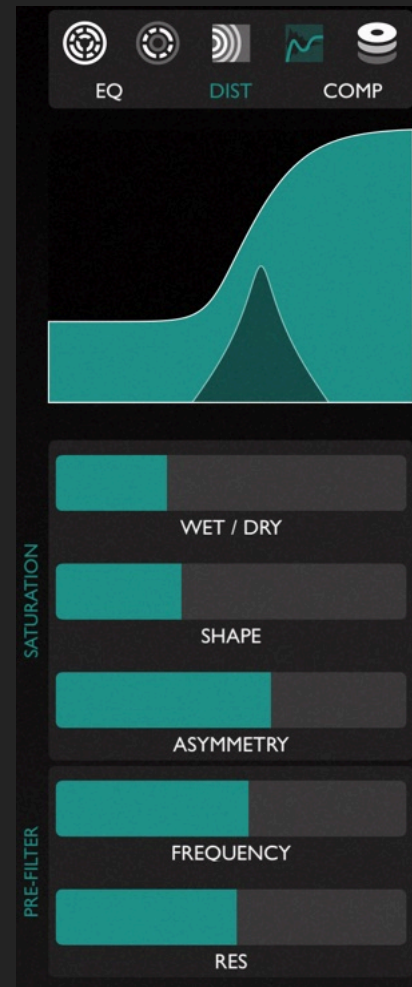 EQ DIST COMP
WET / DRY
SHAPE
ASYMMETRY
SATURATION
FREQUENCY
RES
PRE-FILTER